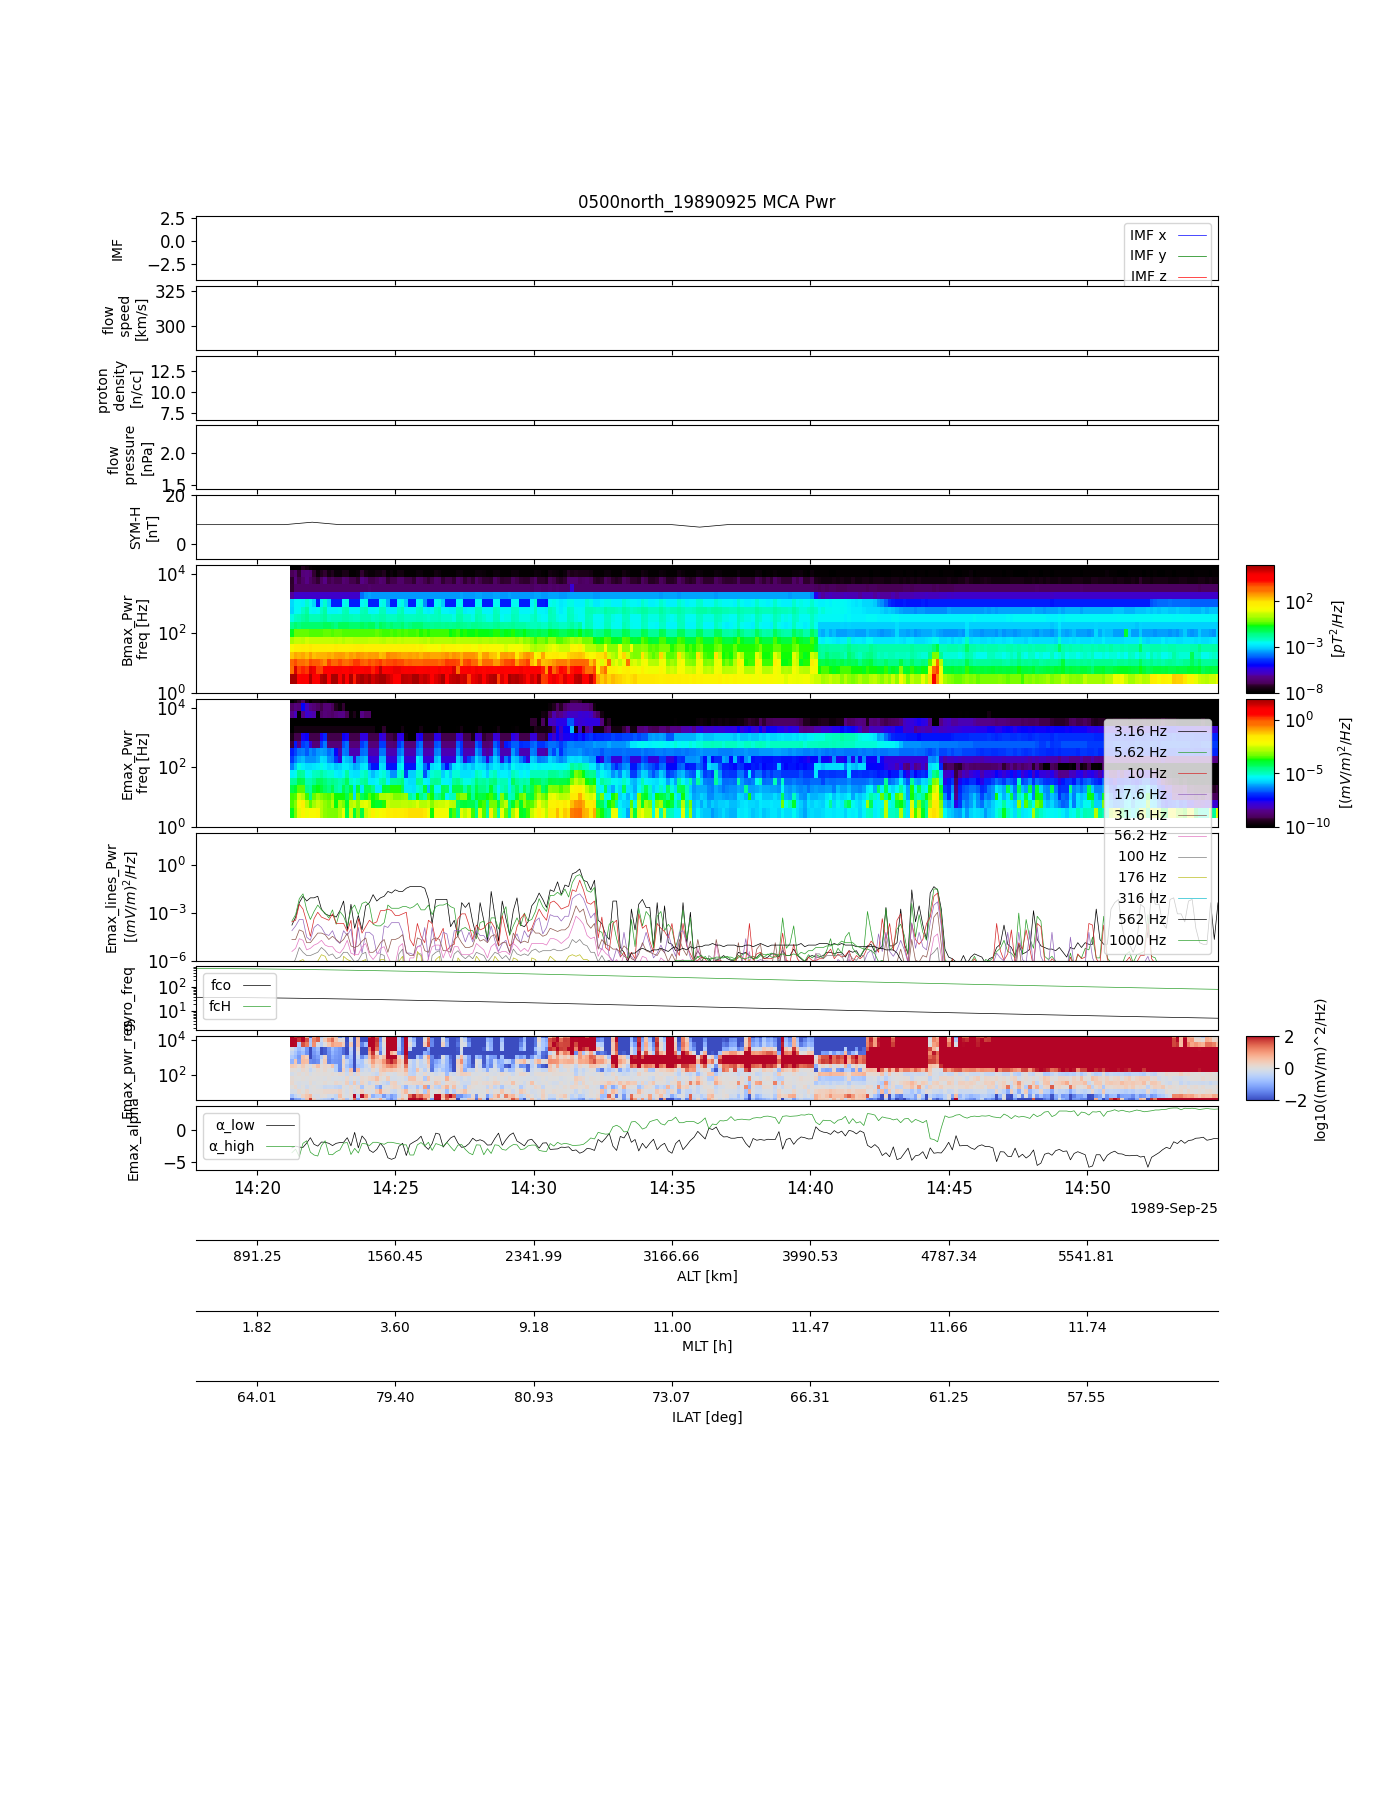 0500north_19890925 MCA Pwr
2.5
0.0
−2.5
IMF
IMF x
IMF y
IMF z
325
300
flow
speed
[km/s]
12.5
10.0
7.5
proton
density
[n/cc]
2.0
1.5
flow
pressure
[nPa]
20
0
SYM-H
[nT]
10^4
10^2
10^0
Bmax_Pwr
freq [Hz]
10^2
10^-3
10^-8
[pT^2/Hz]
10^4
10^2
10^0
Emax_Pwr
freq [Hz]
10^0
10^-5
10^-10
[(mV/m)^2/Hz]
3.16 Hz
5.62 Hz
10 Hz
17.6 Hz
31.6 Hz
56.2 Hz
100 Hz
176 Hz
316 Hz
562 Hz
1000 Hz
10^0
10^-3
10^-6
Emax_lines_Pwr
[(mV/m)^2/Hz]
10^2
10^1
gyro_freq
fco
fcH
10^4
10^2
Emax_pwr_reg
2
0
−2
log10((mV/m)^2/Hz)
0
−5
Emax_alpha
α_low
α_high
14:20 14:25 14:30 14:35 14:40 14:45 14:50
1989-Sep-25
891.25 1560.45 2341.99 3166.66 3990.53 4787.34 5541.81
ALT [km]
1.82 3.60 9.18 11.00 11.47 11.66 11.74
MLT [h]
64.01 79.40 80.93 73.07 66.31 61.25 57.55
ILAT [deg]